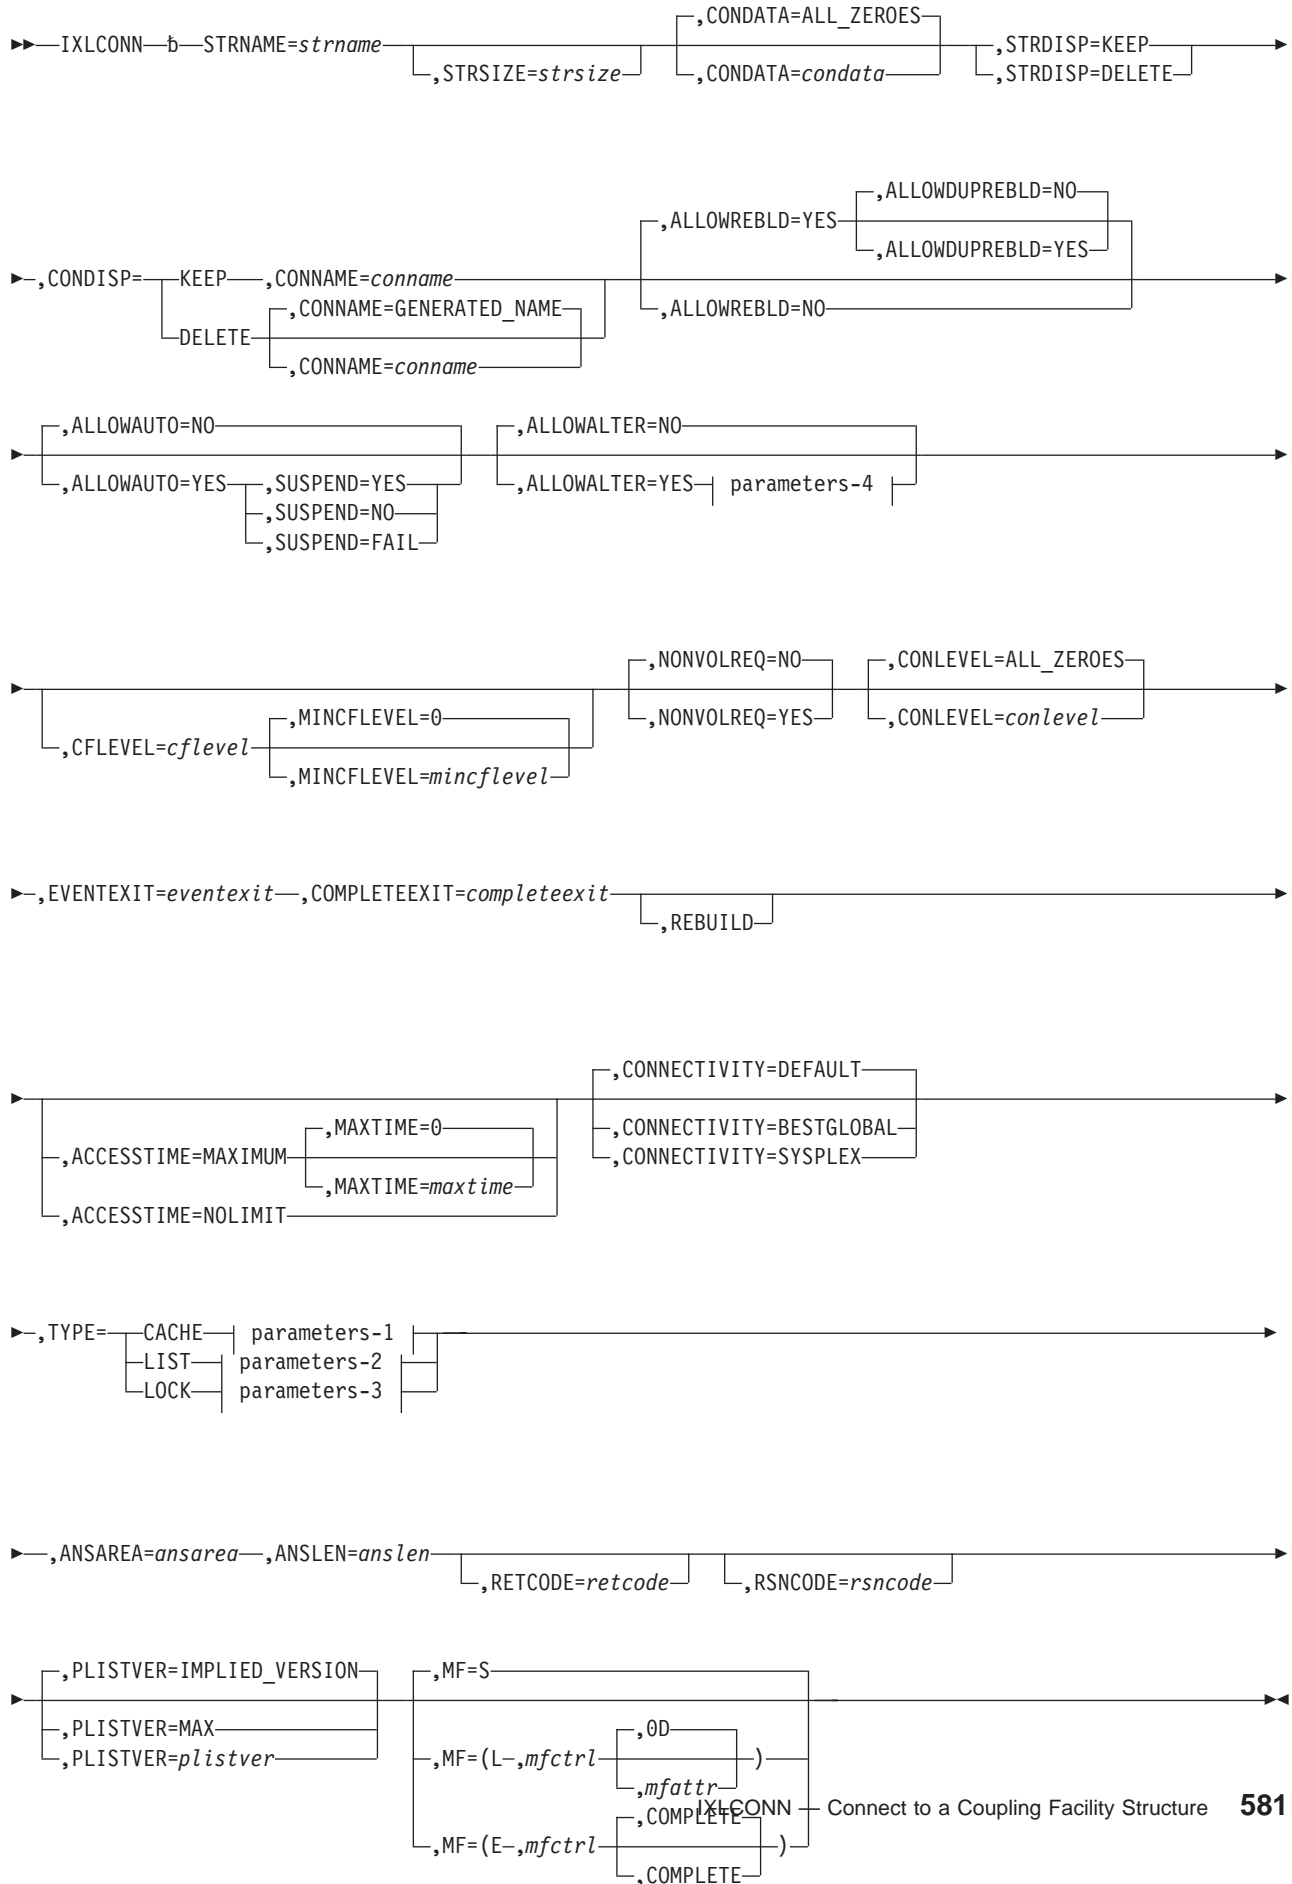 ,CONDATA=ALL_ZEROES
IXLCONN ƀ STRNAME=strname ,STRDISP=KEEP
,STRSIZE=strsize ,CONDATA=condata ,STRDISP=DELETE
,ALLOWDUPREBLD=NO
,ALLOWREBLD=YES
,ALLOWDUPREBLD=YES
,CONDISP= KEEP ,CONNAME=conname
,CONNAME=GENERATED_NAME ,ALLOWREBLD=NO
DELETE
,CONNAME=conname
,ALLOWAUTO=NO ,ALLOWALTER=NO
,ALLOWAUTO=YES ,SUSPEND=YES ,ALLOWALTER=YES parameters-4
,SUSPEND=NO
,SUSPEND=FAIL
,NONVOLREQ=NO ,CONLEVEL=ALL_ZEROES
,MINCFLEVEL=0 ,NONVOLREQ=YES ,CONLEVEL=conlevel
,CFLEVEL=cflevel
,MINCFLEVEL=mincflevel
,EVENTEXIT=eventexit ,COMPLETEEXIT=completeexit
,REBUILD
,CONNECTIVITY=DEFAULT
,MAXTIME=0 ,CONNECTIVITY=BESTGLOBAL
,ACCESSTIME=MAXIMUM ,CONNECTIVITY=SYSPLEX
,MAXTIME=maxtime
,ACCESSTIME=NOLIMIT
,TYPE= CACHE parameters-1
LIST parameters-2
LOCK parameters-3
,ANSAREA=ansarea ,ANSLEN=anslen
,RETCODE=retcode ,RSNCODE=rsncode
,PLISTVER=IMPLIED_VERSION ,MF=S
,PLISTVER=MAX ,0D
,PLISTVER=plistver ,MF=(L ,mfctrl )
,mfattr
IXLCONN — Connect to a Coupling Facility Structure 581
,COMPLETE
,MF=(E ,mfctrl )
,COMPLETE